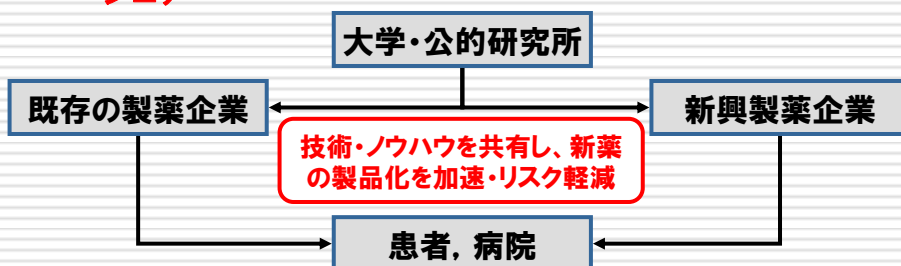 大学・公的研究所
既存の製薬企業
新興製薬企業
技術・ノウハウを共有し、新薬
の製品化を加速・リスク軽減
患者, 病院